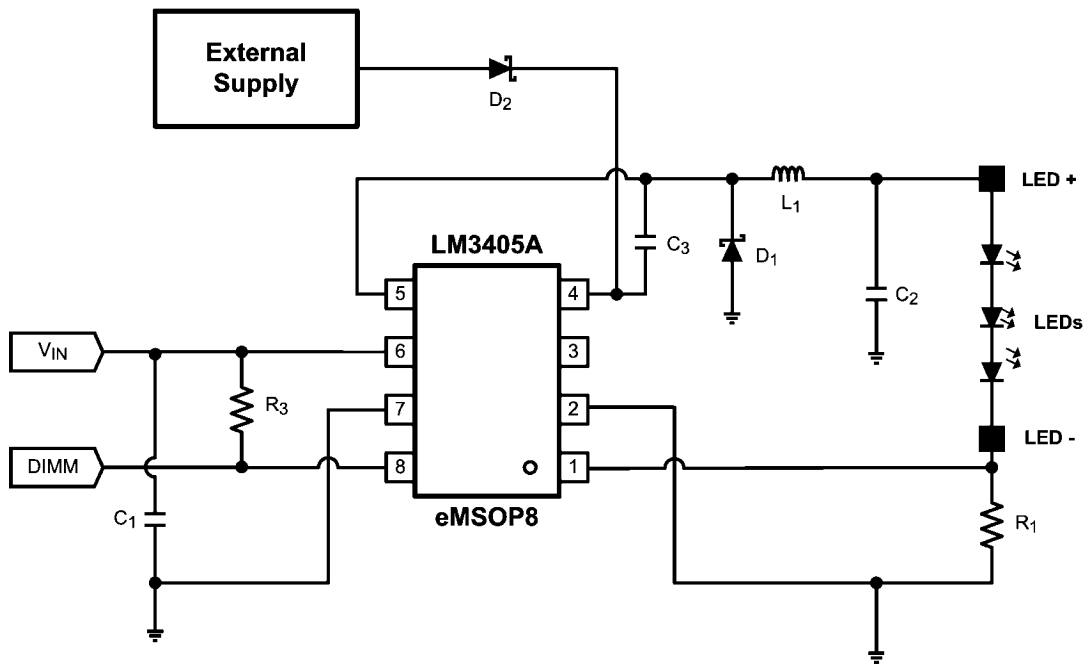 External
Supply
D2
LED +
L1
LM3405A
C3
D1
5
4
C2
LEDs
VIN
6
3
R3
7
2
DIMM
8
1
LED -
C1
eMSOP8
R1